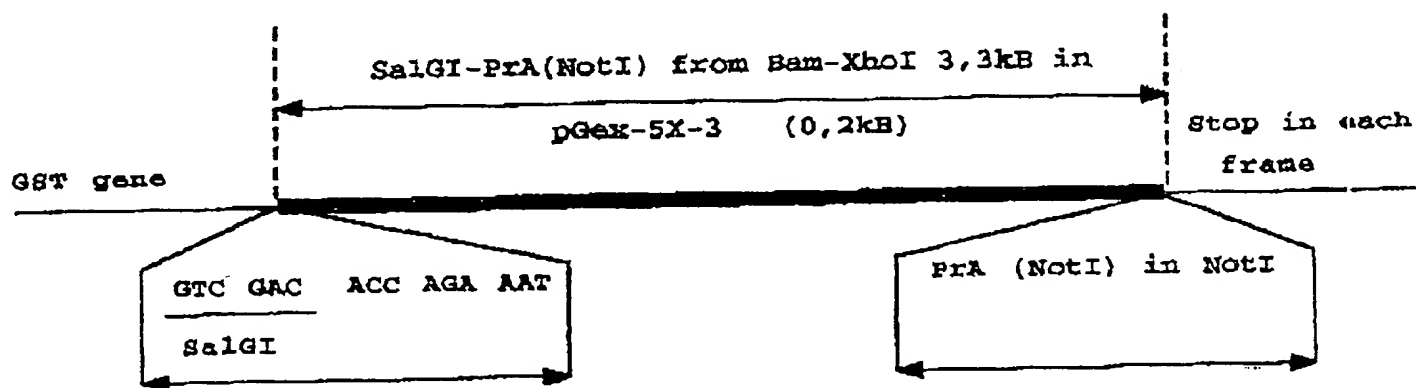 SalGI-PrA(NotI) from Bam-XhoI 3,3kB in
pGex-5X-3 (0,2kB)
Stop in each
frame
GST gene
GTC GAC ACC AGA AAT
SalGI
PrA (NotI) in NotI